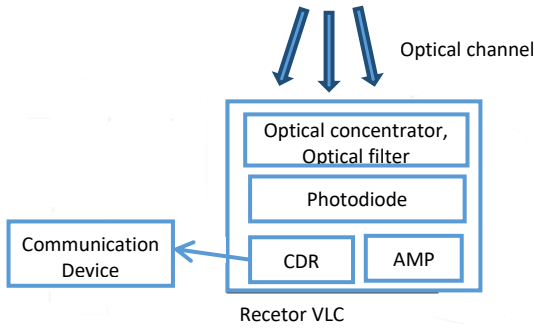 Optical channel
Optical concentrator,
Optical filter
Photodiode
Communication
Device
CDR
AMP
Recetor VLC